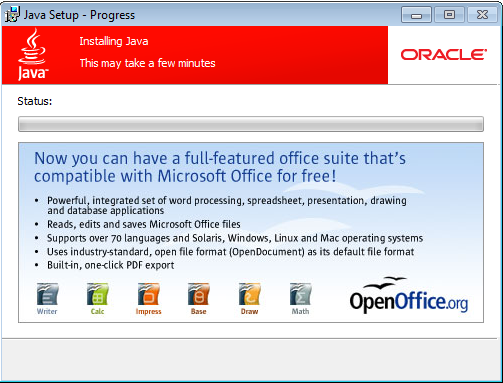 Java Setup - Progress
Installing Java
This may take a few minutes
Java
ORACLE
Status:
Now you can have a full-featured office suite that's
compatible with Microsoft Office for free!
• Powerful, integrated set of word processing, spreadsheet, presentation, drawing
and database applications
• Reads, edits and saves Microsoft Office files
• Supports over 70 languages and Solaris, Windows, Linux and Mac operating systems
• Uses industry-standard, open file format (OpenDocument) as its default file format
• Built-in, one-click PDF export
Writer Calc Impress Base Draw Math
OpenOffice.org